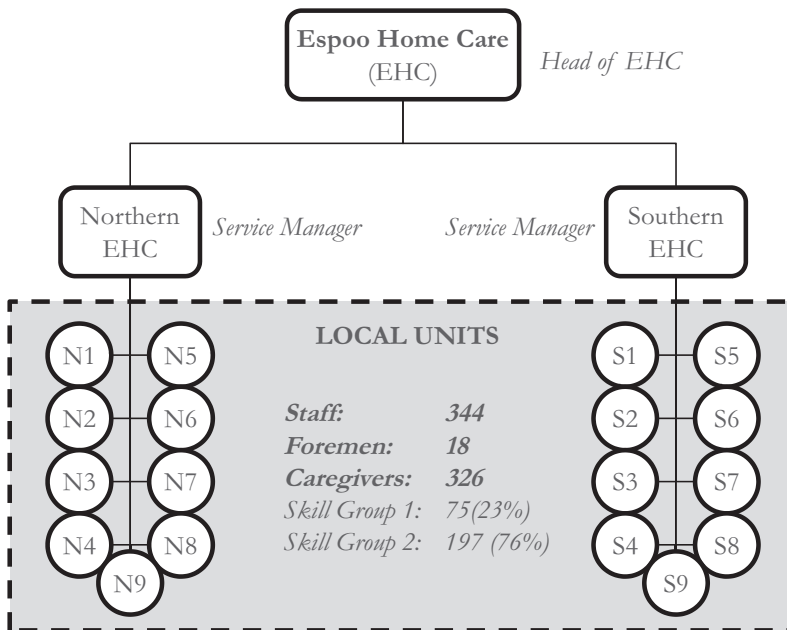 Espoo Home Care
(EHC)
Head of EHC
Northern
EHC
Service Manager
Service Manager
Southern
EHC
LOCAL UNITS
N1
N5
N2
N6
N3
N7
N4
N8
N9
Staff: 344
Foremen: 18
Caregivers: 326
Skill Group 1: 75(23%)
Skill Group 2: 197 (76%)
S1
S5
S2
S6
S3
S7
S4
S8
S9